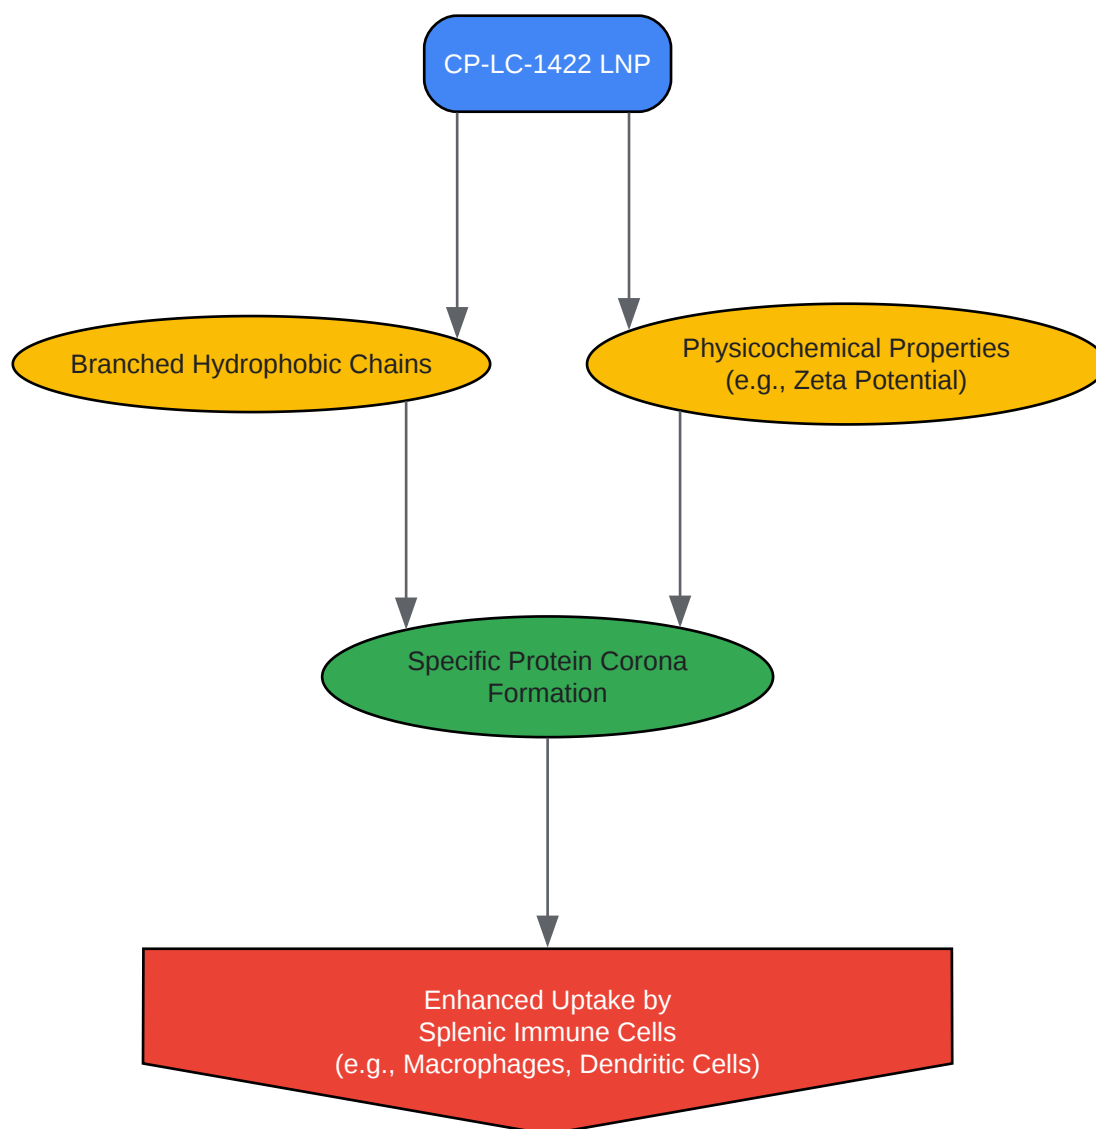 CP-LC-1422 LNP
Branched Hydrophobic Chains
Physicochemical Properties
(e.g., Zeta Potential)
Specific Protein Corona
Formation
Enhanced Uptake by
Splenic Immune Cells
(e.g., Macrophages, Dendritic Cells)